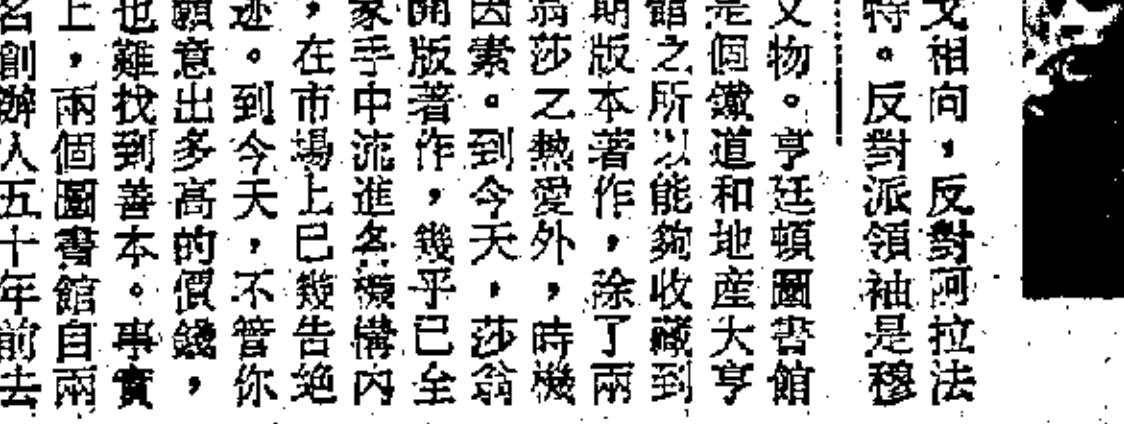 戈相向，反對阿拉法
特。反對派領袖是穆
文物。亨廷頓圖書館
是個鐵道和地産大亨
館之所以能夠收藏到
期版本著作，除了兩
翁莎之熱愛外，時機
因素。到今天，莎翁
開版著作，幾乎已全
家手中流進各機構内
，在市場上已幾告絶
迹。到今天，不管你
願意出多高的價錢，
也難找到善本。事實
上，兩個圖書館自兩
名創辦人五十年前去